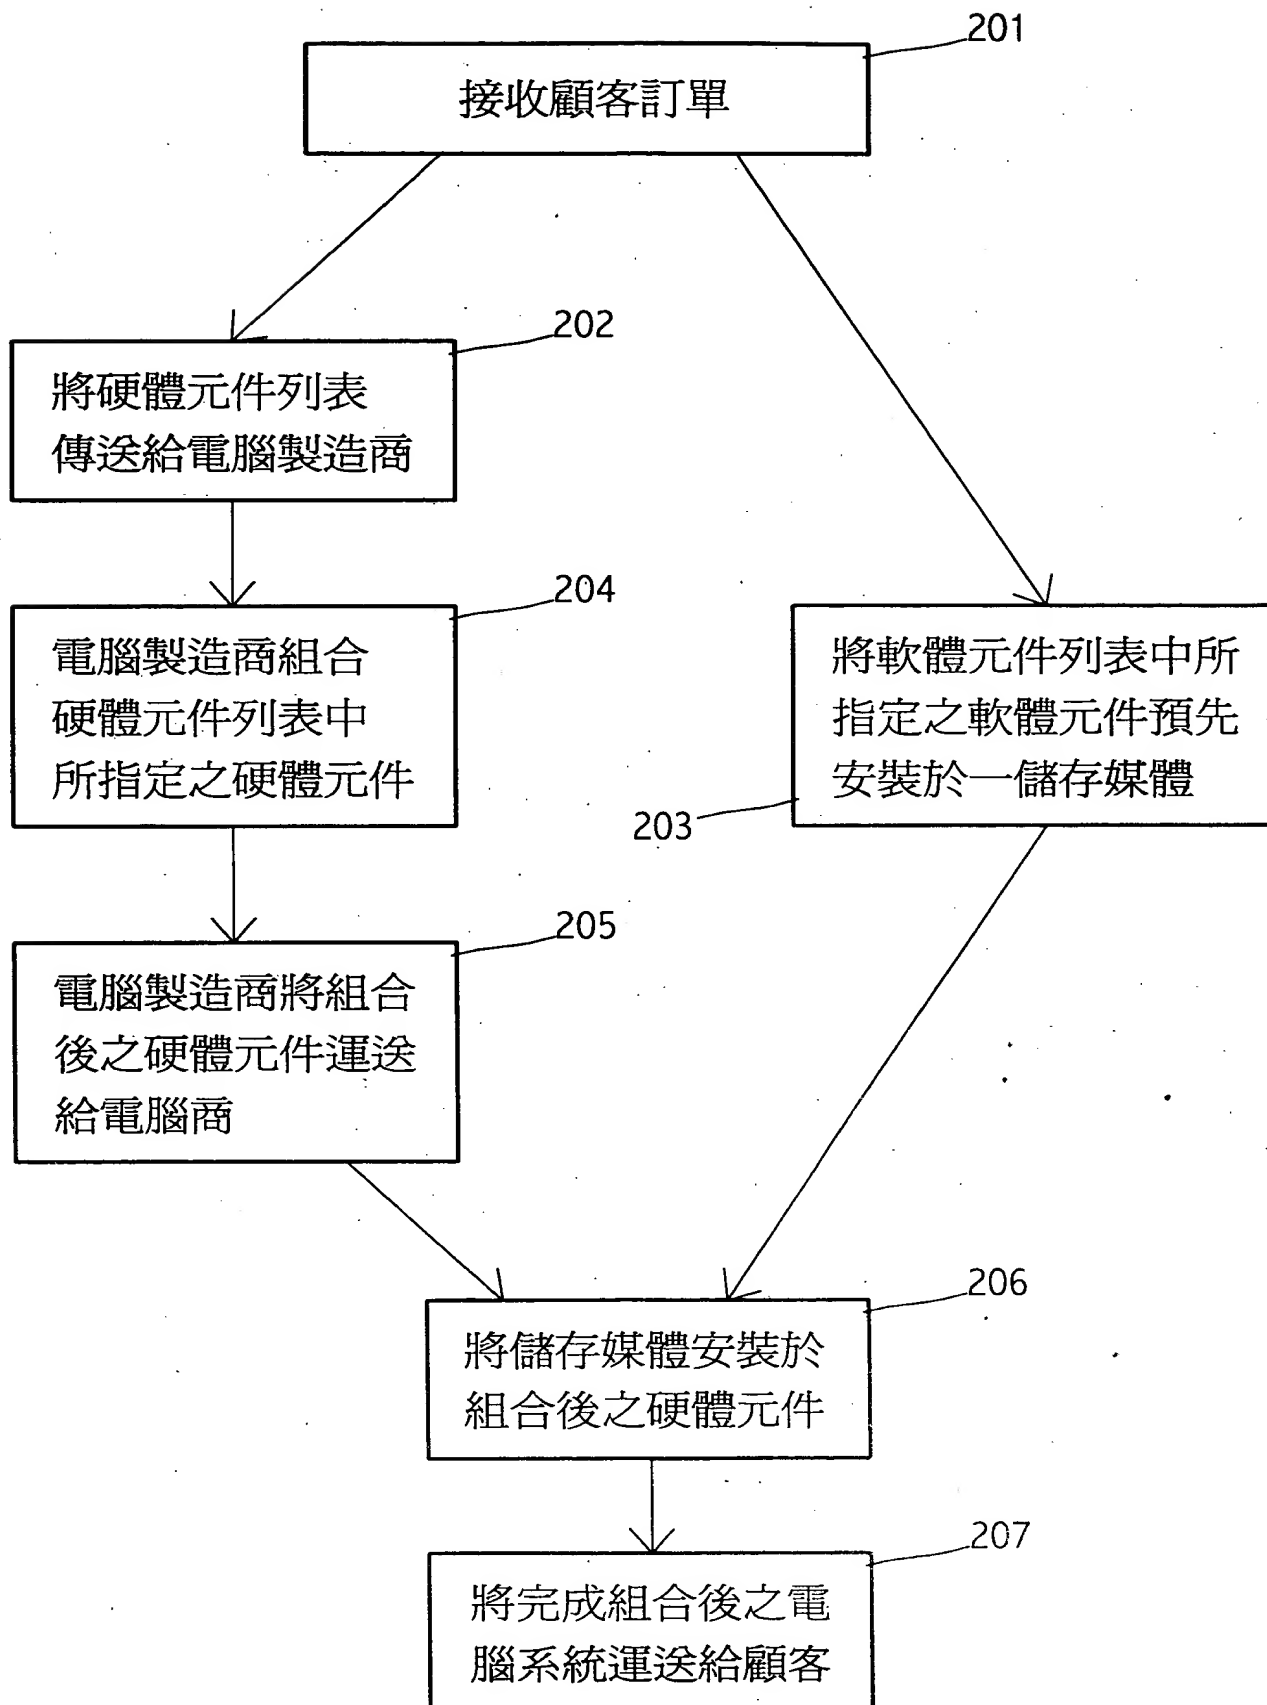 201
接收顧客訂單
202
將硬體元件列表
傳送給電腦製造商
204
電腦製造商組合
硬體元件列表中
所指定之硬體元件
203
將軟體元件列表中所
指定之軟體元件預先
安裝於一儲存媒體
205
電腦製造商將組合
後之硬體元件運送
給電腦商
206
將儲存媒體安裝於
組合後之硬體元件
207
將完成組合後之電
腦系統運送給顧客